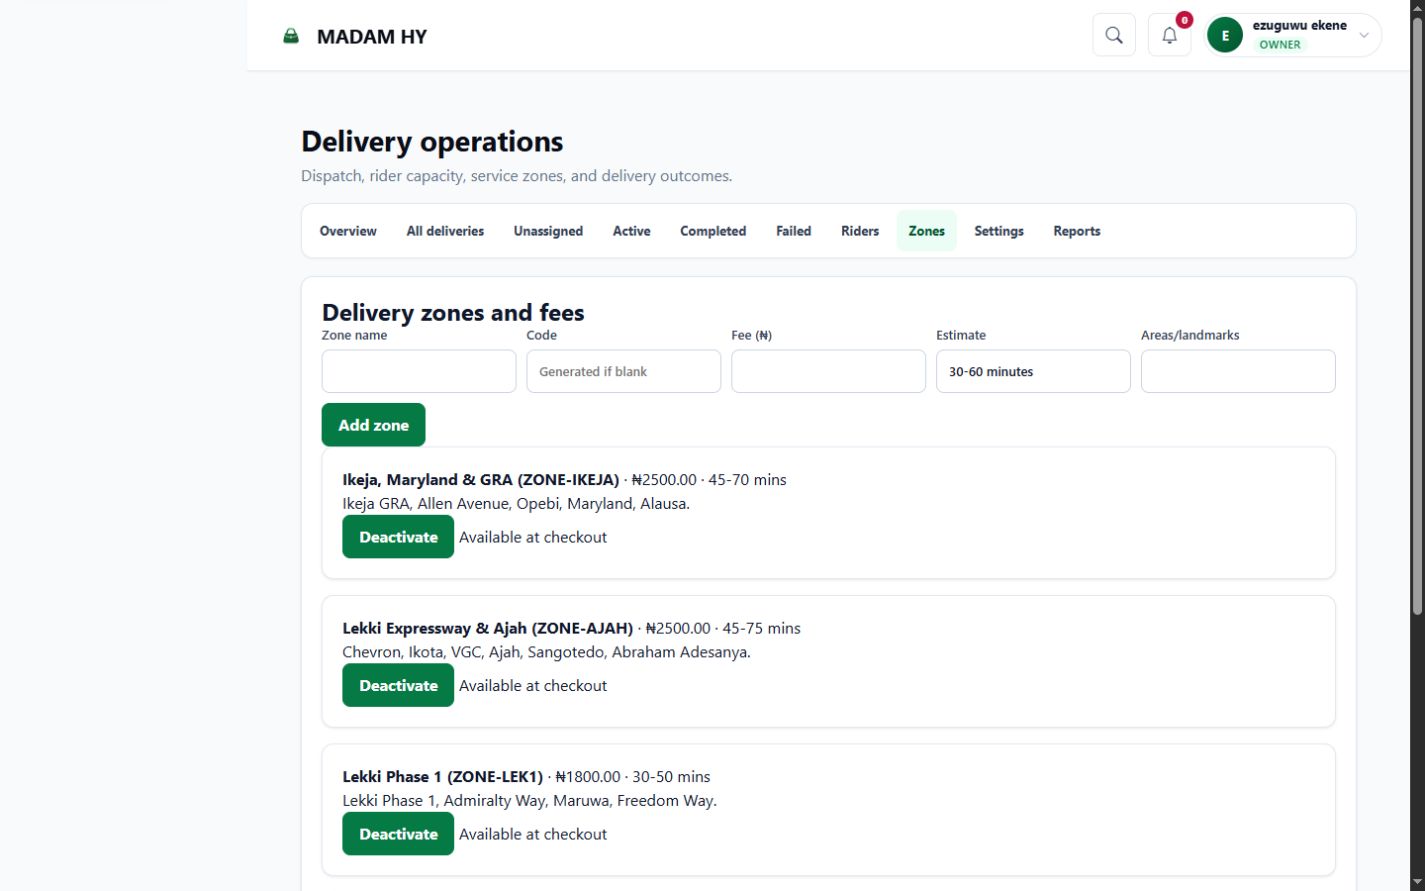 MADAM HY
0
E
ezuguwu ekene
OWNER
Delivery operations
Dispatch, rider capacity, service zones, and delivery outcomes.
Overview All deliveries Unassigned Active Completed Failed Riders Zones Settings Reports
Delivery zones and fees
Zone name Code Fee (₦) Estimate Areas/landmarks
Generated if blank 30-60 minutes
Add zone
Ikeja, Maryland & GRA (ZONE-IKEJA) · ₦2500.00 · 45-70 mins
Ikeja GRA, Allen Avenue, Opebi, Maryland, Alausa.
Deactivate Available at checkout
Lekki Expressway & Ajah (ZONE-AJAH) · ₦2500.00 · 45-75 mins
Chevron, Ikota, VGC, Ajah, Sangotedo, Abraham Adesanya.
Deactivate Available at checkout
Lekki Phase 1 (ZONE-LEK1) · ₦1800.00 · 30-50 mins
Lekki Phase 1, Admiralty Way, Maruwa, Freedom Way.
Deactivate Available at checkout